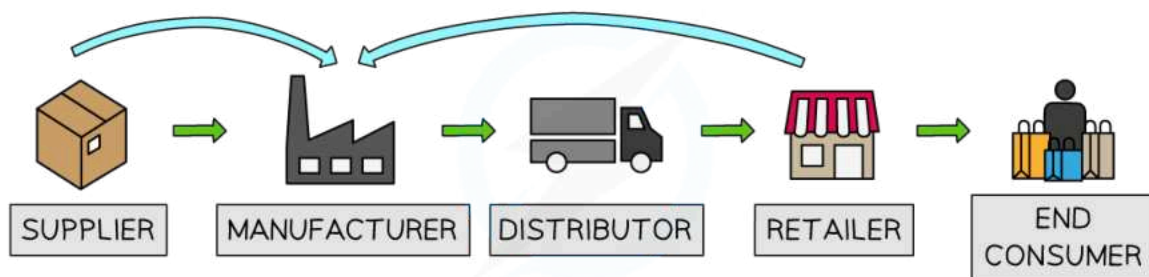 SUPPLIER
MANUFACTURER
DISTRIBUTOR
RETAILER
END
CONSUMER